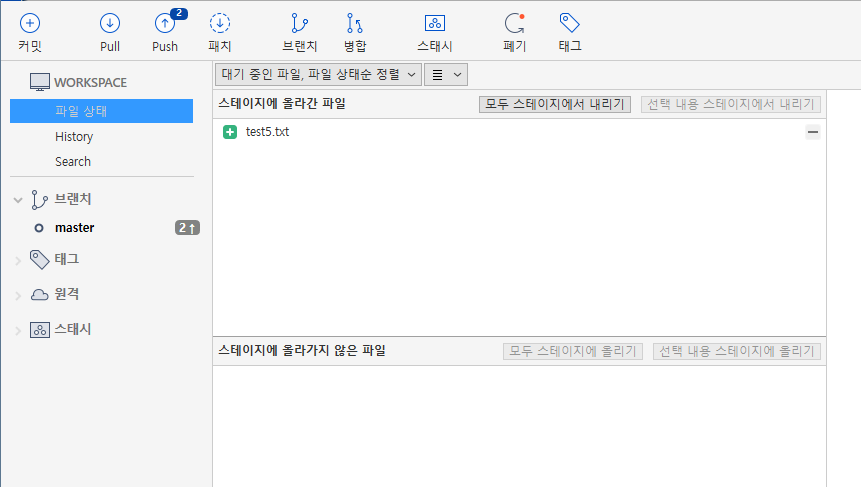 2
커밋 Pull Push 패치 브랜치 병합 스태시 폐기 태그
WORKSPACE
파일 상태
History
Search
브랜치
master 2↑
태그
원격
스태시
대기 중인 파일, 파일 상태순 정렬
스테이지에 올라간 파일 모두 스테이지에서 내리기 선택 내용 스테이지에서 내리기
test5.txt
스테이지에 올라가지 않은 파일 모두 스테이지에 올리기 선택 내용 스테이지에 올리기